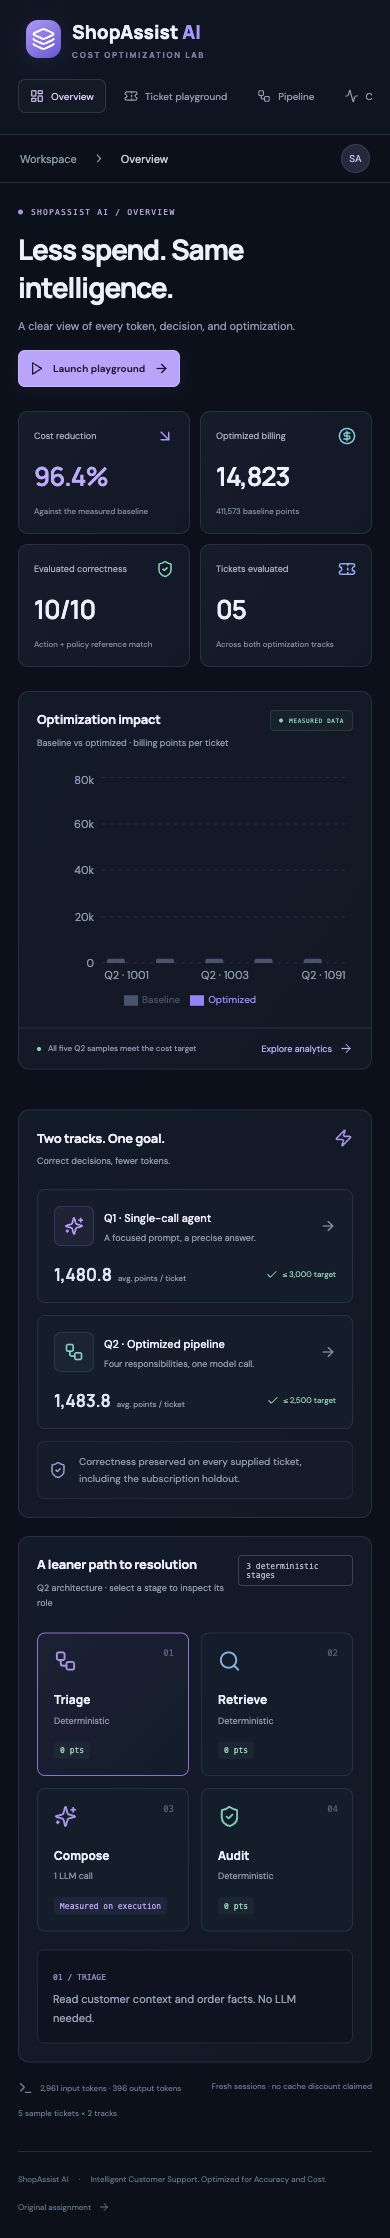 ShopAssist AI
COST OPTIMIZATION LAB
Overview
Ticket playground
Pipeline
C
Workspace
Overview
SA
SHOPASSIST AI / OVERVIEW
Less spend. Same
intelligence.
A clear view of every token, decision, and optimization.
Launch playground
Cost reduction
96.4%
Against the measured baseline
Optimized billing
14,823
411,573 baseline points
Evaluated correctness
10/10
Action + policy reference match
Tickets evaluated
05
Across both optimization tracks
Optimization impact
MEASURED DATA
Baseline vs optimized · billing points per ticket
80k
60k
40k
20k
0
Q2 · 1001
Q2 · 1003
Q2 · 1091
Baseline
Optimized
All five Q2 samples meet the cost target
Explore analytics
Two tracks. One goal.
Correct decisions, fewer tokens.
Q1 · Single-call agent
A focused prompt, a precise answer.
1,480.8 avg. points / ticket
≤ 3,000 target
Q2 · Optimized pipeline
Four responsibilities, one model call.
1,483.8 avg. points / ticket
≤ 2,500 target
Correctness preserved on every supplied ticket,
including the subscription holdout.
A leaner path to resolution
3 deterministic
stages
Q2 architecture · select a stage to inspect its
role
01
Triage
Deterministic
0 pts
02
Retrieve
Deterministic
0 pts
03
Compose
1 LLM call
Measured on execution
04
Audit
Deterministic
0 pts
01 / TRIAGE
Read customer context and order facts. No LLM
needed.
2,961 input tokens · 396 output tokens
Fresh sessions · no cache discount claimed
5 sample tickets × 2 tracks
ShopAssist AI · Intelligent Customer Support. Optimized for Accuracy and Cost.
Original assignment